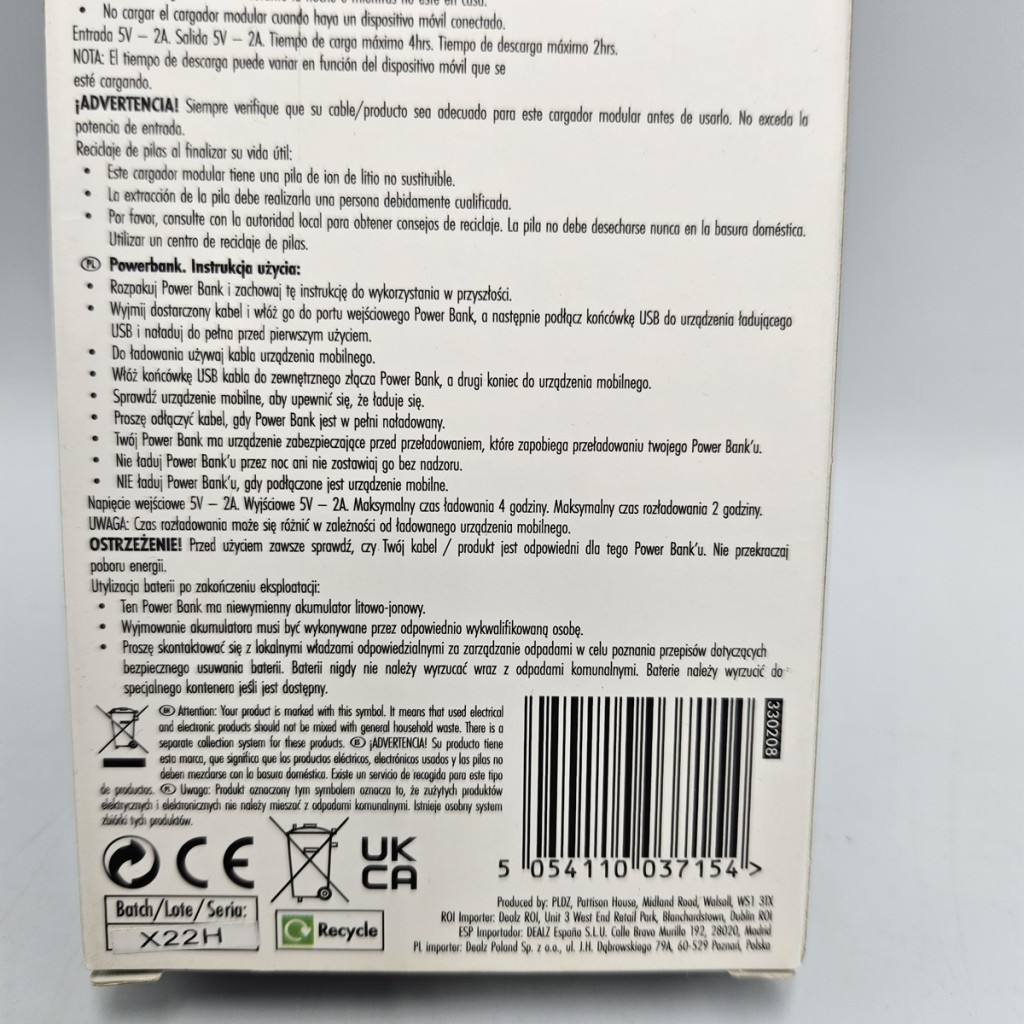 • No cargar el cargador modular cuando haya un dispositivo móvil conectado.
Entrada 5V – 2A. Salida 5V – 2A. Tiempo de carga máximo 4hrs. Tiempo de descarga máximo 2hrs.
NOTA: El tiempo de descarga puede variar en función del dispositivo móvil que se
esté cargando.
¡ADVERTENCIA! Siempre verifique que su cable/producto sea adecuado para este cargador modular antes de usarlo. No exceda la
potencia de entrada.
Reciclaje de pilas al finalizar su vida útil:
• Este cargador modular tiene una pila de ion de litio no sustituible.
• La extracción de la pila debe realizarla una persona debidamente cualificada.
• Por favor, consulte con la autoridad local para obtener consejos de reciclaje. La pila no debe desecharse nunca en la basura doméstica.
Utilizar un centro de reciclaje de pilas.
PL Powerbank. Instrukcja użycia:
• Rozpakuj Power Bank i zachowaj tę instrukcję do wykorzystania w przyszłości.
• Wyjmij dostarczony kabel i włóż go do portu wejściowego Power Bank, a następnie podłącz końcówkę USB do urządzenia ładującego
USB i naładuj do pełna przed pierwszym użyciem.
• Do ładowania używaj kabla urządzenia mobilnego.
• Włóż końcówkę USB kabla do zewnętrznego złącza Power Bank, a drugi koniec do urządzenia mobilnego.
• Sprawdź urządzenie mobilne, aby upewnić się, że ładuje się.
• Proszę odłączyć kabel, gdy Power Bank jest w pełni naładowany.
• Twój Power Bank ma urządzenie zabezpieczające przed przeładowaniem, które zapobiega przeładowaniu twojego Power Bank'u.
• Nie ładuj Power Bank'u przez noc ani nie zostawiaj go bez nadzoru.
• NIE ładuj Power Bank'u, gdy podłączone jest urządzenie mobilne.
Napięcie wejściowe 5V – 2A. Wyjściowe 5V – 2A. Maksymalny czas ładowania 4 godziny. Maksymalny czas rozładowania 2 godziny.
UWAGA: Czas rozładowania może się różnić w zależności od ładowanego urządzenia mobilnego.
OSTRZEŻENIE! Przed użyciem zawsze sprawdź, czy Twój kabel / produkt jest odpowiedni dla tego Power Bank'u. Nie przekraczaj
poboru energii.
Utylizacja baterii po zakończeniu eksploatacji:
• Ten Power Bank ma niewymienny akumulator litowo-jonowy.
• Wyjmowanie akumulatora musi być wykonywane przez odpowiednio wykwalifikowaną osobę.
• Proszę skontaktować się z lokalnymi władzami odpowiedzialnymi za zarządzanie odpadami w celu poznania przepisów dotyczących
bezpiecznego usuwania baterii. Baterii nigdy nie należy wyrzucać wraz z odpadami komunalnymi. Baterie należy wyrzucić do
specjalnego kontenera jeśli jest dostępny.
Attention: Your product is marked with this symbol. It means that used electrical
and electronic products should not be mixed with general household waste. There is a
separate collection system for these products. ¡ADVERTENCIA! Su producto tiene
esta marca, que significa que los productos eléctricos, electrónicos usados y las pilas no
deben mezclarse con la basura doméstica. Existe un servicio de recogida para este tipo
de productos. Uwaga: Produkt oznaczony tym symbolem oznacza to, że zużytych produktów
elektrycznych i elektronicznych nie należy mieszać z odpadami komunalnymi. Istnieje osobny system
zbiórki tych produktów.
330208
CE
UK
CA
5 054110 037154 >
Batch/Lote/Seria:
X22H
Recycle
Produced by: PLDZ, Pattison House, Midland Road, Walsall, WS1 3TX
ROI Importer: Dealz ROI, Unit 3 West End Retail Park, Blanchardstown, Dublin ROI
ESP Importador: DEALZ España S.L.U. Calle Bravo Murillo 192, 28020, Madrid
PL importer: Dealz Poland Sp. z o.o., ul. J.H. Dąbrowskiego 79A, 60-529 Poznań, Polska